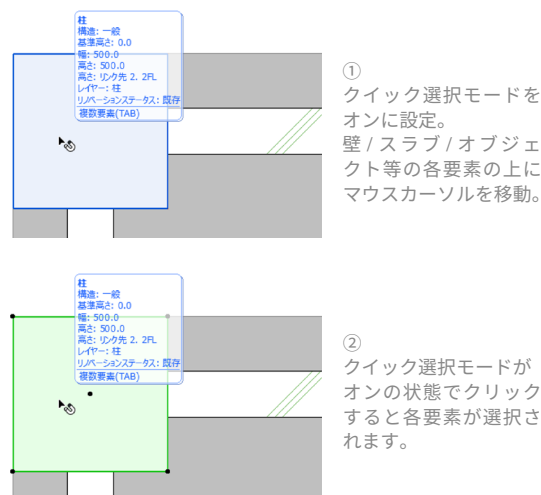 柱
構造: 一般
基準高さ: 0.0
幅: 500.0
高さ: 500.0
高さ: リンク先 2. 2FL
レイヤー: 柱
リノベーションステータス: 既存
複数要素(TAB)
①
クイック選択モードを
オンに設定。
壁 / スラブ / オブジェ
クト等の各要素の上に
マウスカーソルを移動。
柱
構造: 一般
基準高さ: 0.0
幅: 500.0
高さ: 500.0
高さ: リンク先 2. 2FL
レイヤー: 柱
リノベーションステータス: 既存
複数要素(TAB)
②
クイック選択モードが
オンの状態でクリック
すると各要素が選択さ
れます。